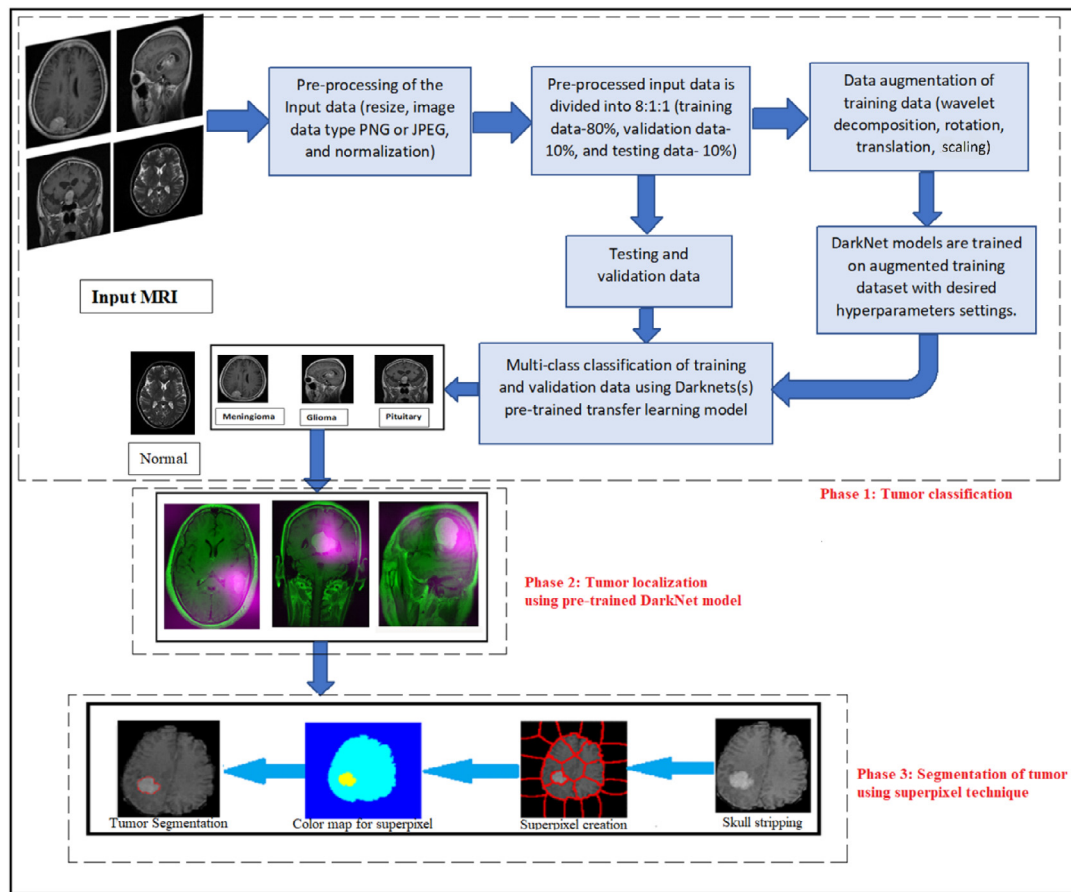 Pre-processing of the
Input data (resize, image
data type PNG or JPEG,
and normalization)
Pre-processed input data is
divided into 8:1:1 (training
data-80%, validation data-
10%, and testing data- 10%)
Data augmentation of
training data (wavelet
decomposition, rotation,
translation, scaling)
Testing and
validation data
DarkNet models are trained
on augmented training
dataset with desired
hyperparameters settings.
Input MRI
Multi-class classification of training
and validation data using Darknets(s)
pre-trained transfer learning model
Meningioma
Glioma
Pituitary
Normal
Phase 1: Tumor classification
Phase 2: Tumor localization
using pre-trained DarkNet model
Phase 3: Segmentation of tumor
using superpixel technique
Tumor Segmentation
Color map for superpixel
Superpixel creation
Skull stripping